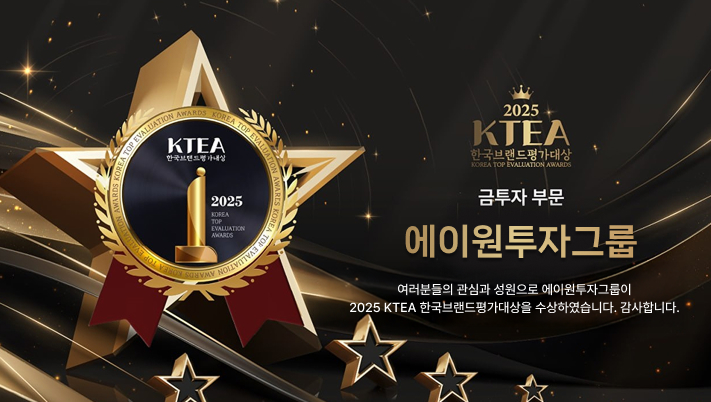 KOREA TOP EVALUATION AWARDS
KTEA
한국브랜드평가대상
2025
KOREA
TOP
EVALUATION
AWARDS
2025
KTEA
한국브랜드평가대상
KOREA TOP EVALUATION AWARDS
금투자 부문
에이원투자그룹
여러분들의 관심과 성원으로 에이원투자그룹이
2025 KTEA 한국브랜드평가대상을 수상하였습니다. 감사합니다.